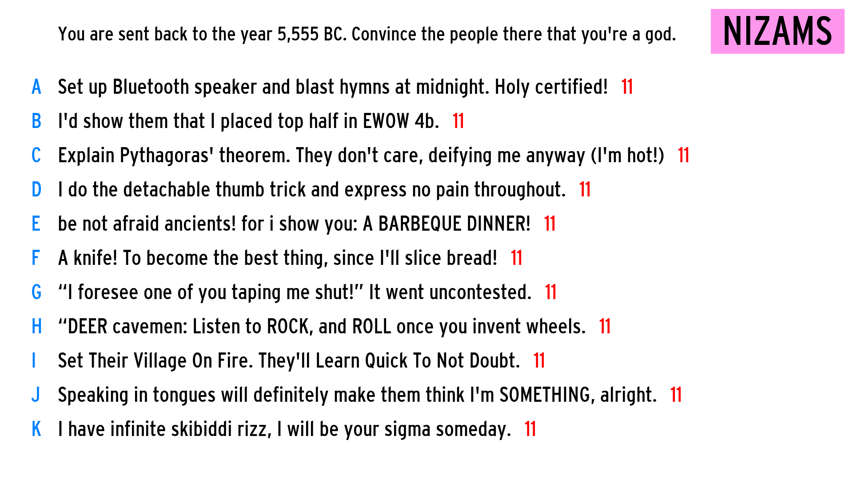 You are sent back to the year 5,555 BC. Convince the people there that you're a god.
NIZAMS
A Set up Bluetooth speaker and blast hymns at midnight. Holy certified! 11
B I'd show them that I placed top half in EWOW 4b. 11
C Explain Pythagoras' theorem. They don't care, deifying me anyway (I'm hot!) 11
D I do the detachable thumb trick and express no pain throughout. 11
E be not afraid ancients! for i show you: A BARBEQUE DINNER! 11
F A knife! To become the best thing, since I'll slice bread! 11
G “I foresee one of you taping me shut!” It went uncontested. 11
H “DEER cavemen: Listen to ROCK, and ROLL once you invent wheels. 11
I Set Their Village On Fire. They'll Learn Quick To Not Doubt. 11
J Speaking in tongues will definitely make them think I'm SOMETHING, alright. 11
K I have infinite skibiddi rizz, I will be your sigma someday. 11